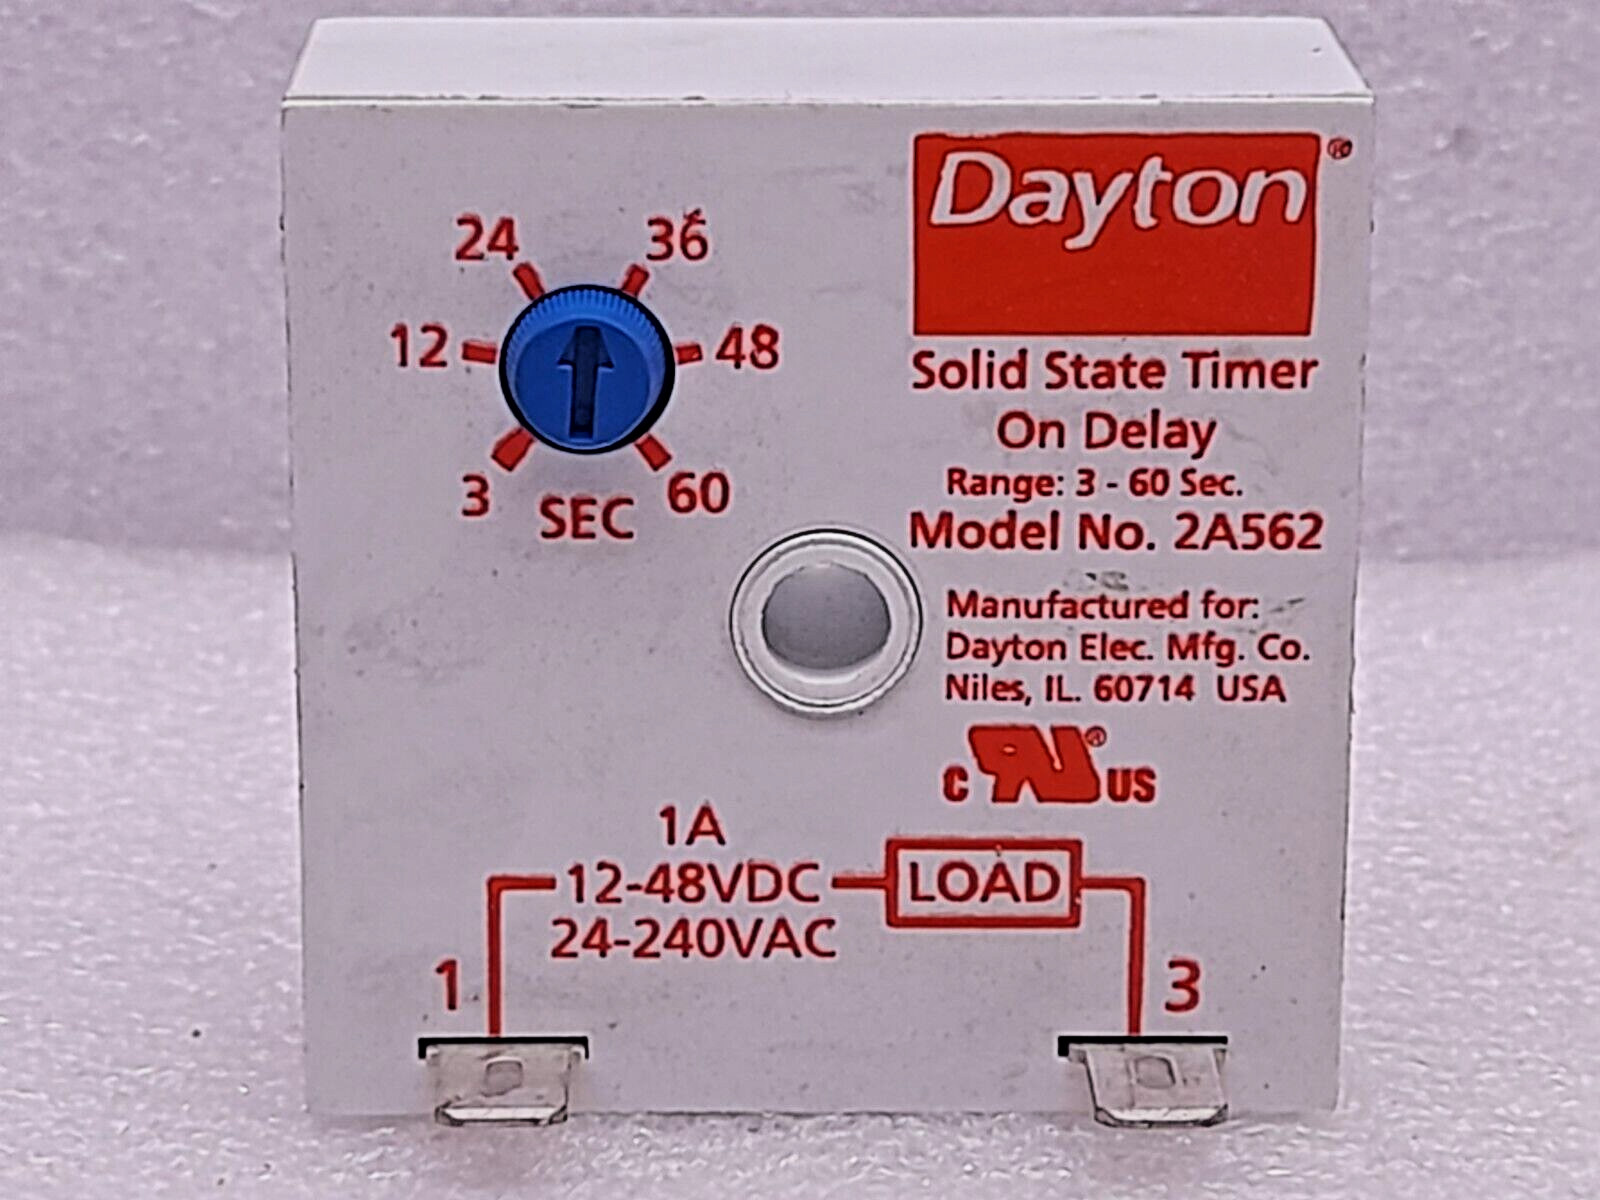 Dayton®
24 36
12 48
3 60
SEC
Solid State Timer
On Delay
Range: 3 - 60 Sec.
Model No. 2A562
Manufactured for:
Dayton Elec. Mfg. Co.
Niles, IL. 60714 USA
C RU® US
1A
12-48VDC LOAD
24-240VAC
1 3